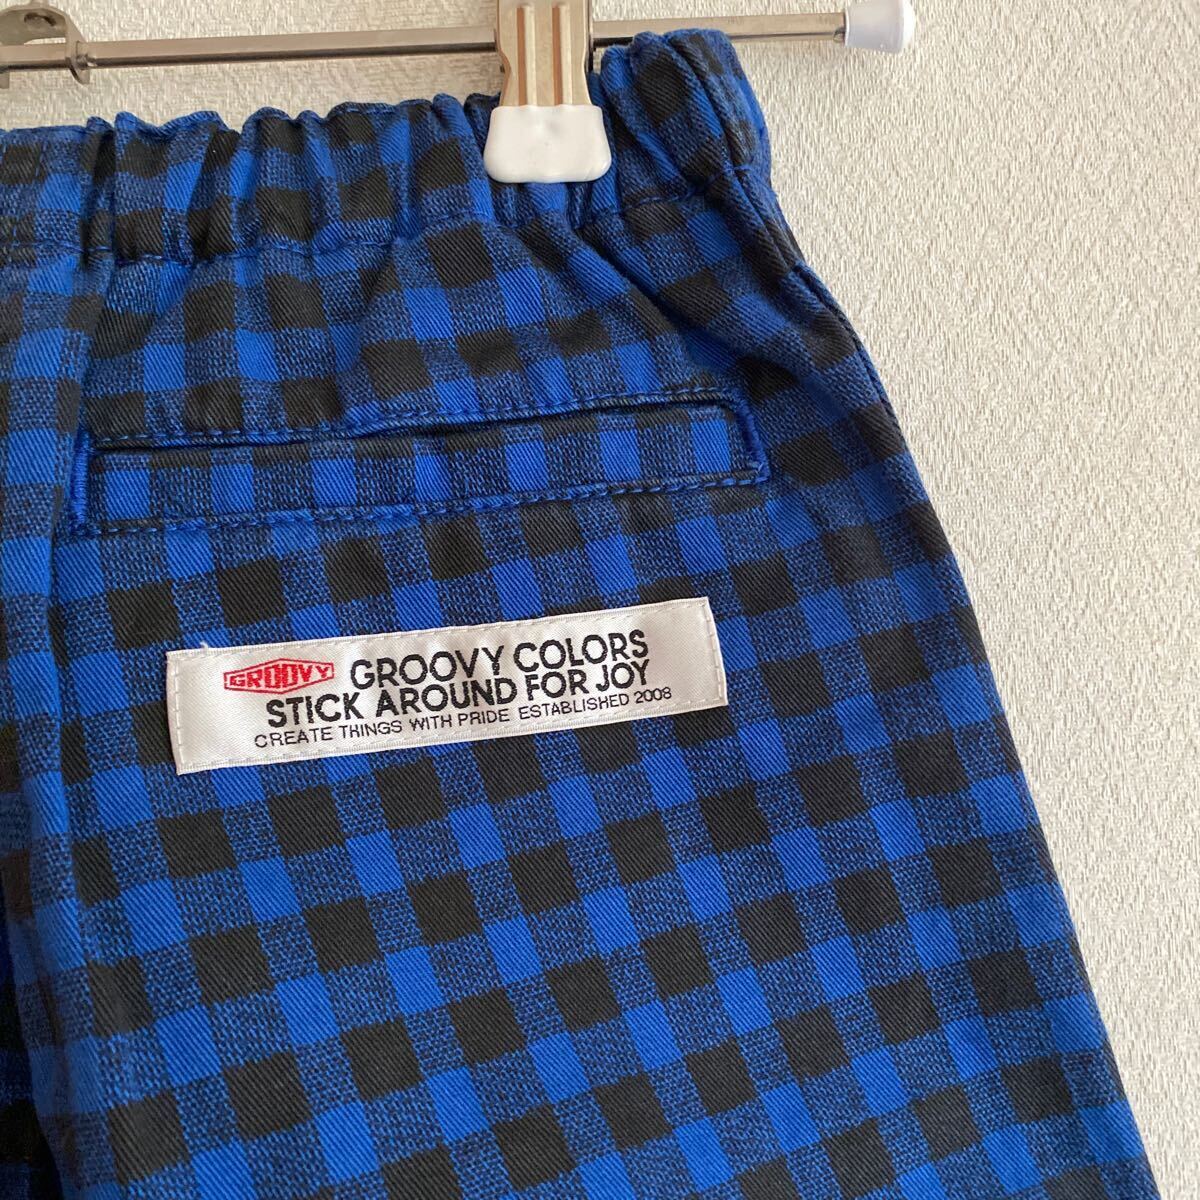 GROOVY GROOVY COLORS
STICK AROUND FOR JOY
CREATE THINGS WITH PRIDE ESTABLISHED 2008